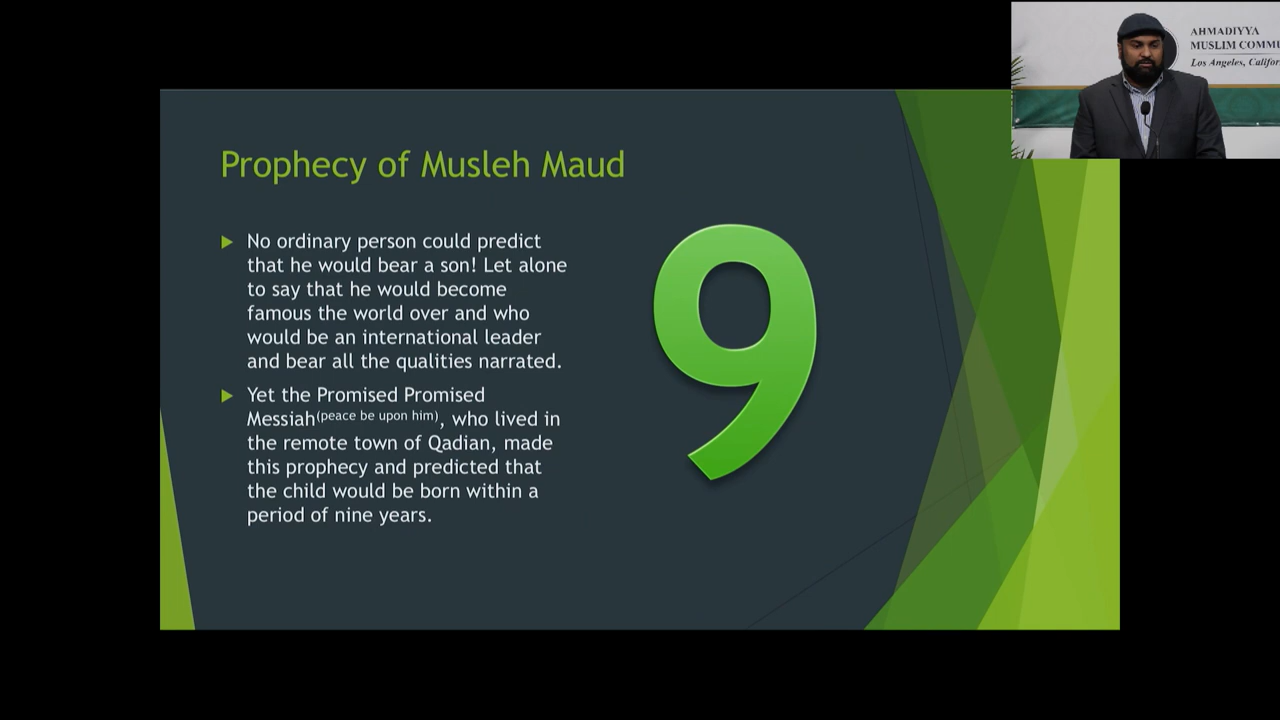 AHMADIYYA
MUSLIM COMMU
Los Angeles, Califor
Prophecy of Musleh Maud
No ordinary person could predict
that he would bear a son! Let alone
to say that he would become
famous the world over and who
would be an international leader
and bear all the qualities narrated.
Yet the Promised Promised
Messiah(peace be upon him), who lived in
the remote town of Qadian, made
this prophecy and predicted that
the child would be born within a
period of nine years.
9